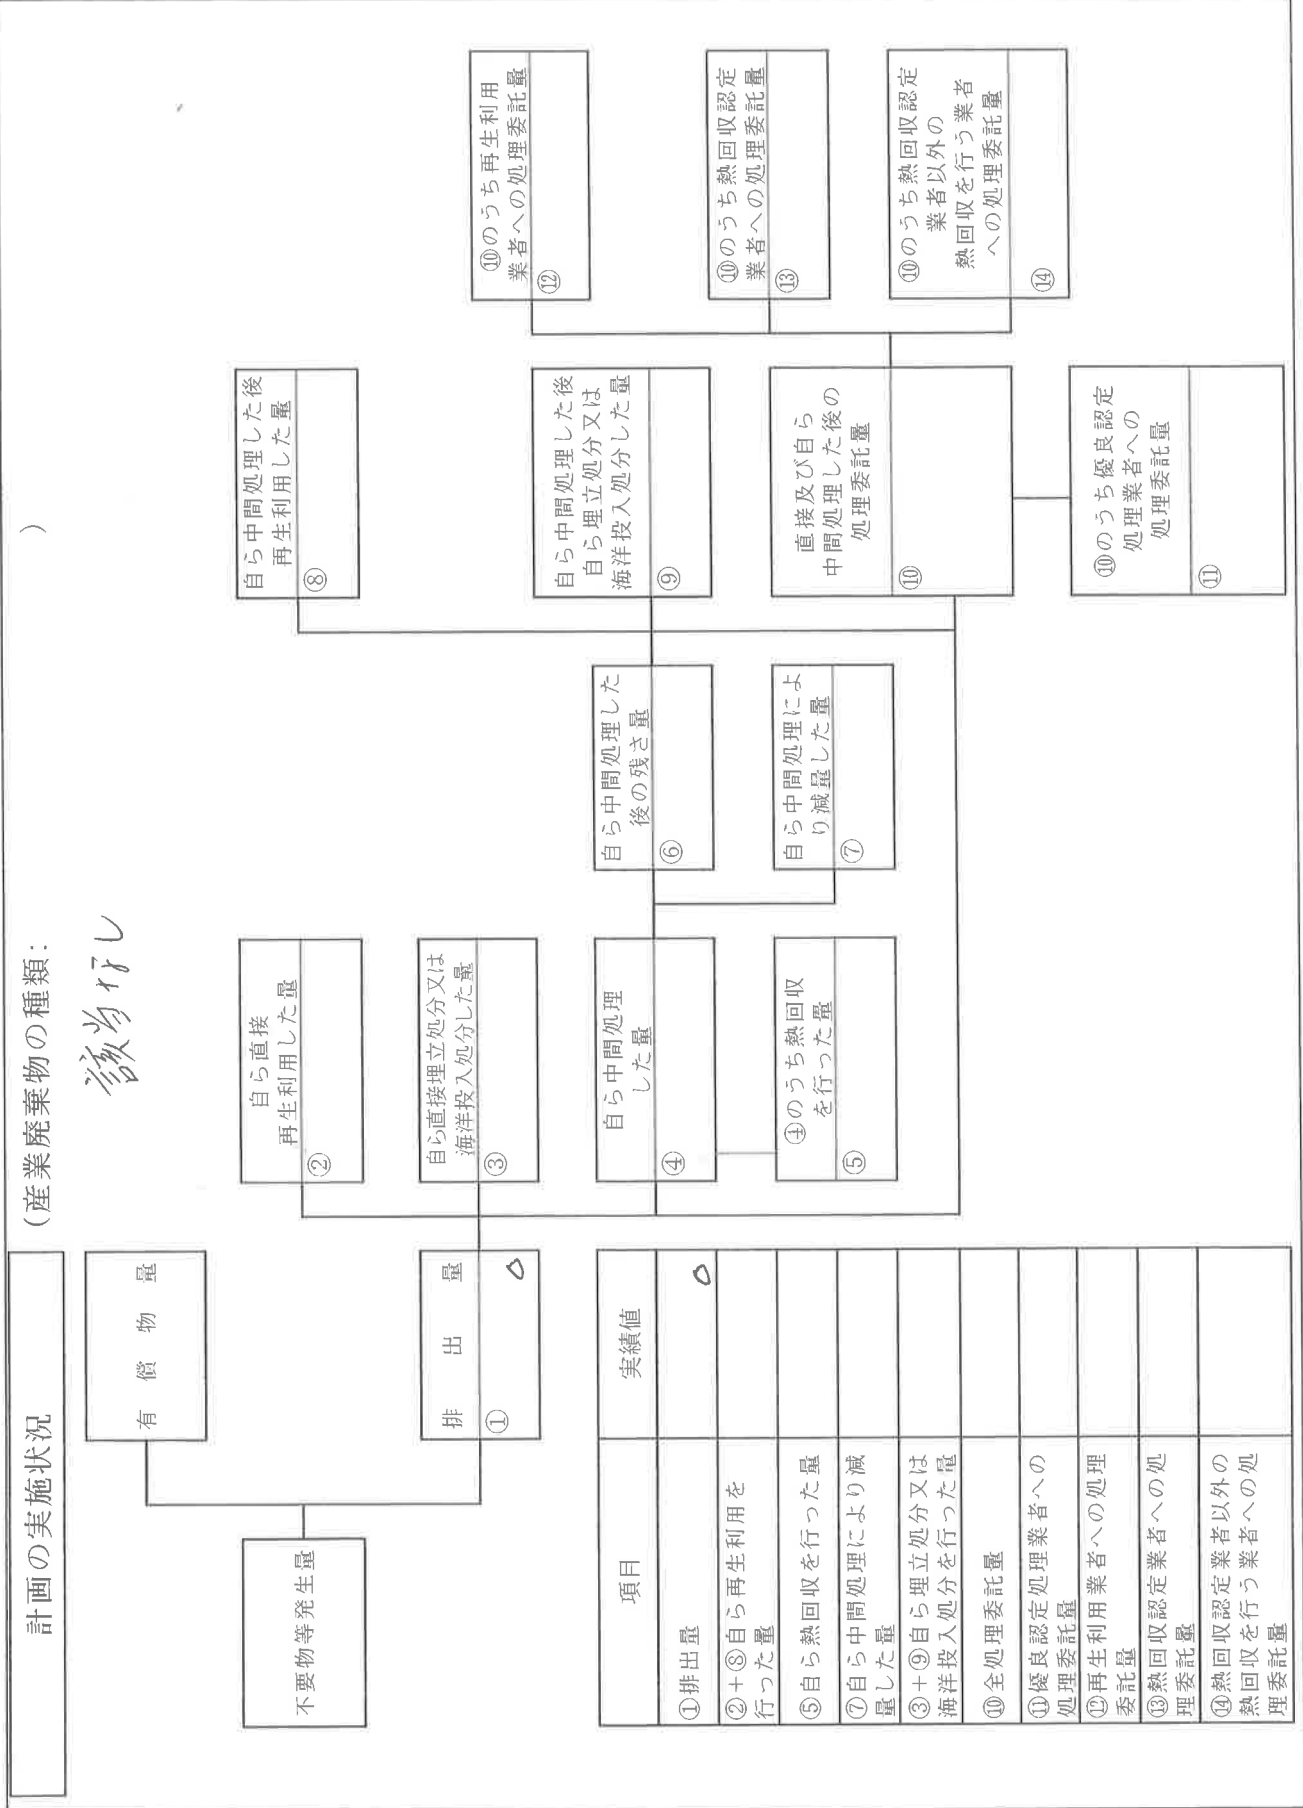 計画の実施状況
（産業廃棄物の種類：
）
該当なし
不要物等発生量
有償物量
排出量
①
0
自ら直接
再生利用した量
②
自ら直接埋立処分又は
海洋投入処分した量
③
自ら中間処理
した量
④
④のうち熱回収
を行った量
⑤
自ら中間処理した
後の残さ量
⑥
自ら中間処理によ
り減量した量
⑦
自ら中間処理した後
再生利用した量
⑧
自ら中間処理した後
自ら埋立処分又は
海洋投入処分した量
⑨
直接及び自ら
中間処理した後の
処理委託量
⑩
⑩のうち優良認定
処理業者への
処理委託量
⑪
⑩のうち再生利用
業者への処理委託量
⑫
⑩のうち熱回収認定
業者への処理委託量
⑬
⑩のうち熱回収認定
業者以外の
熱回収を行う業者
への処理委託量
⑭
項目
実績値
①排出量
0
②＋⑧自ら再生利用を
行った量
⑤自ら熱回収を行った量
⑦自ら中間処理により減
量した量
③＋⑨自ら埋立処分又は
海洋投入処分を行った量
⑩全処理委託量
⑪優良認定処理業者への
処理委託量
⑫再生利用業者への処理
委託量
⑬熱回収認定業者への処
理委託量
⑭熱回収認定業者以外の
熱回収を行う業者への処
理委託量